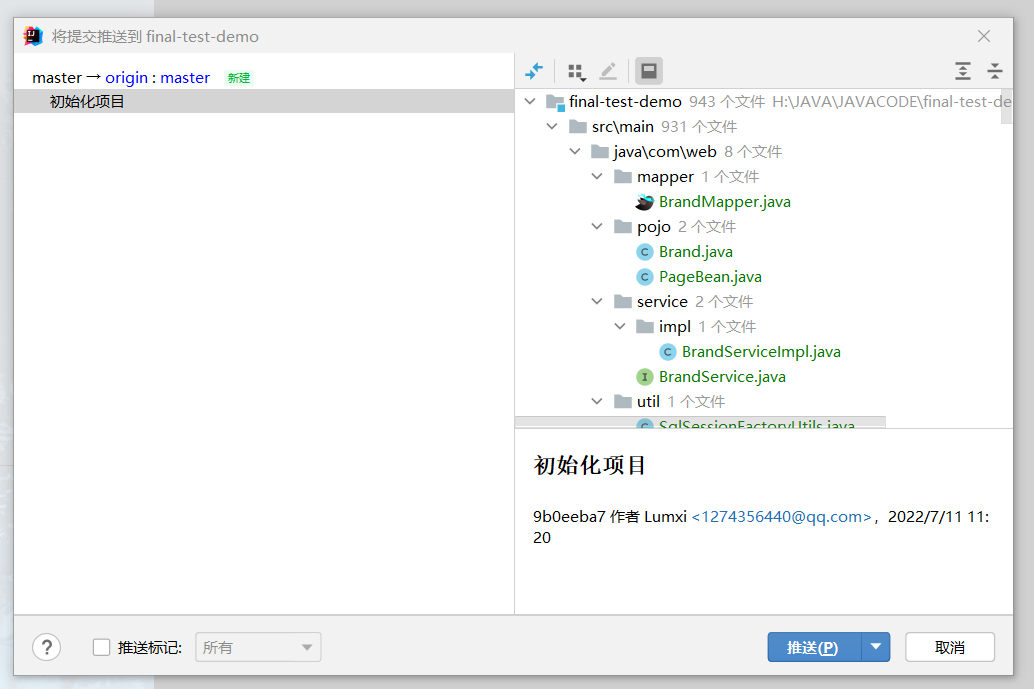 将提交推送到 final-test-demo
master → origin : master 新建
初始化项目
final-test-demo 943 个文件 H:\JAVA\JAVACODE\final-test-de
src\main 931 个文件
java\com\web 8 个文件
mapper 1 个文件
BrandMapper.java
pojo 2 个文件
C Brand.java
C PageBean.java
service 2 个文件
impl 1 个文件
C BrandServiceImpl.java
I BrandService.java
util 1 个文件
C SqlSessionFactoryUtils.java
初始化项目
9b0eeba7 作者 Lumxi <1274356440@qq.com>，2022/7/11 11:
20
? 推送标记: 所有 推送(P) 取消